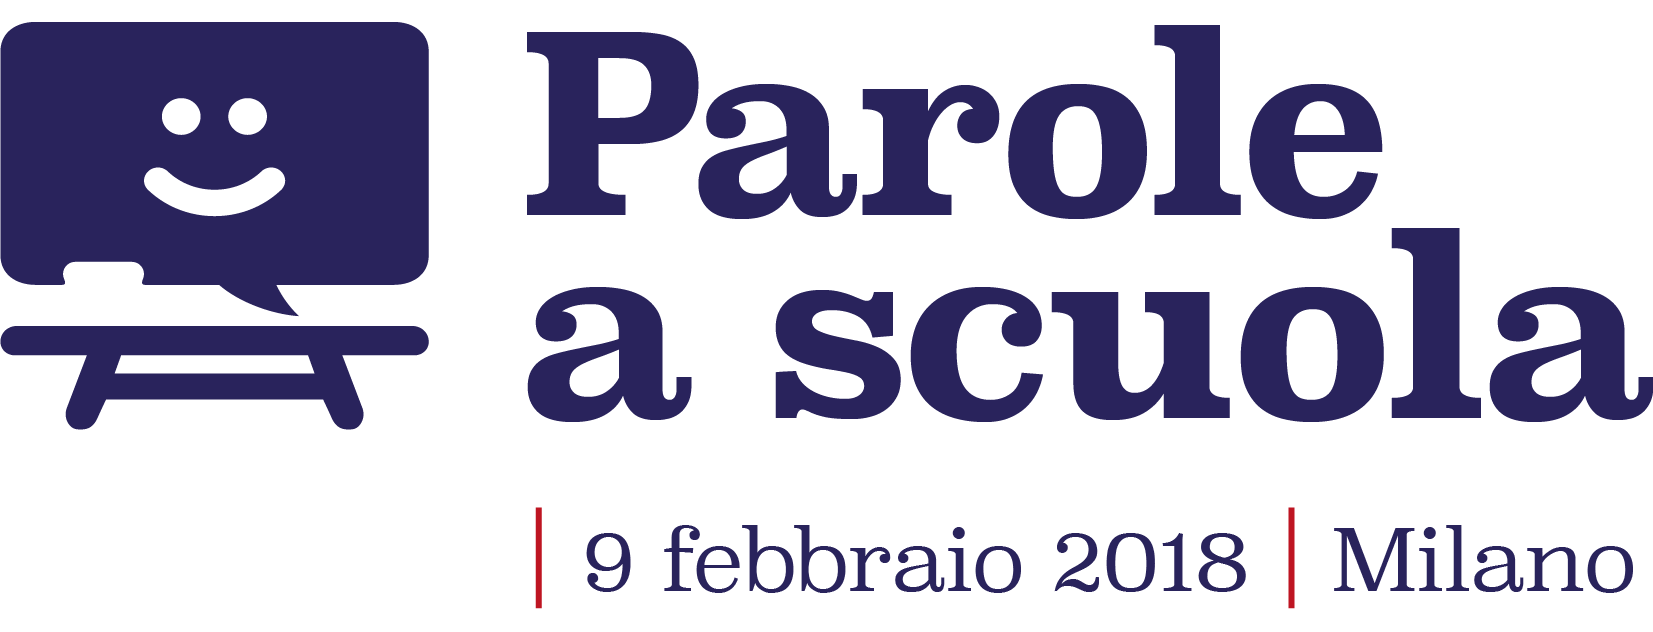 Parole
a scuola
| 9 febbraio 2018 | Milano